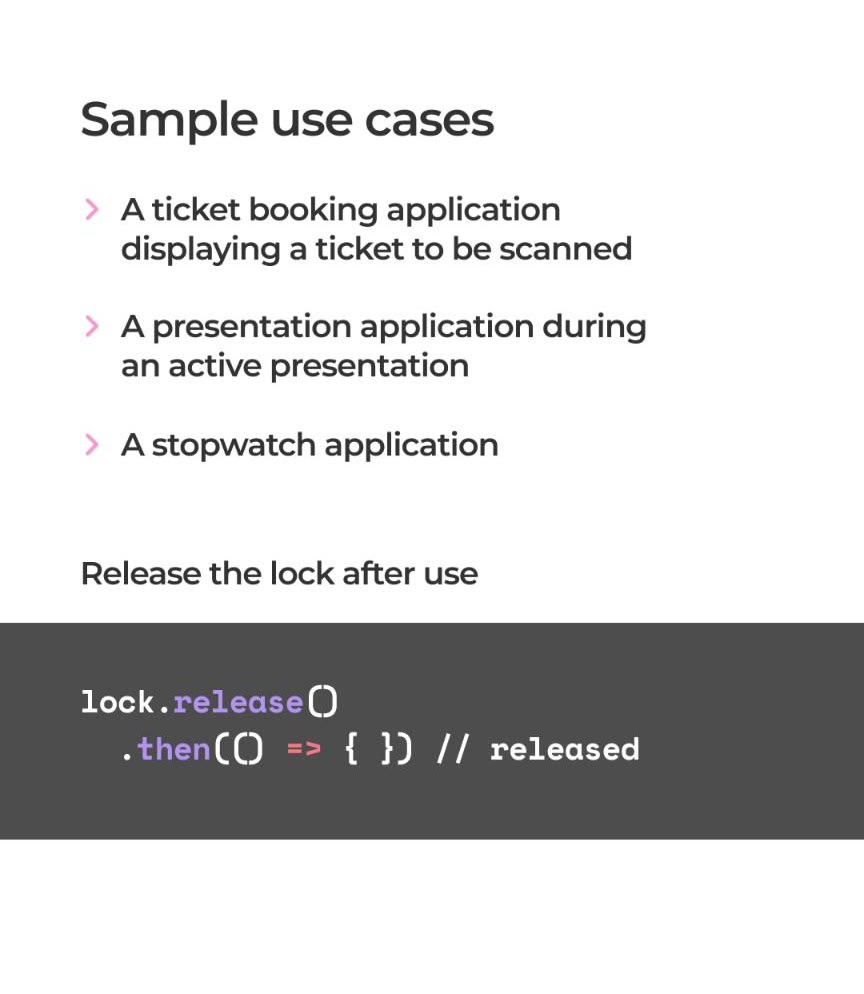 Sample use cases
A ticket booking application
displaying a ticket to be scanned
A presentation application during
an active presentation
A stopwatch application
Release the lock after use
lock.release()
.then(() => { }) // released